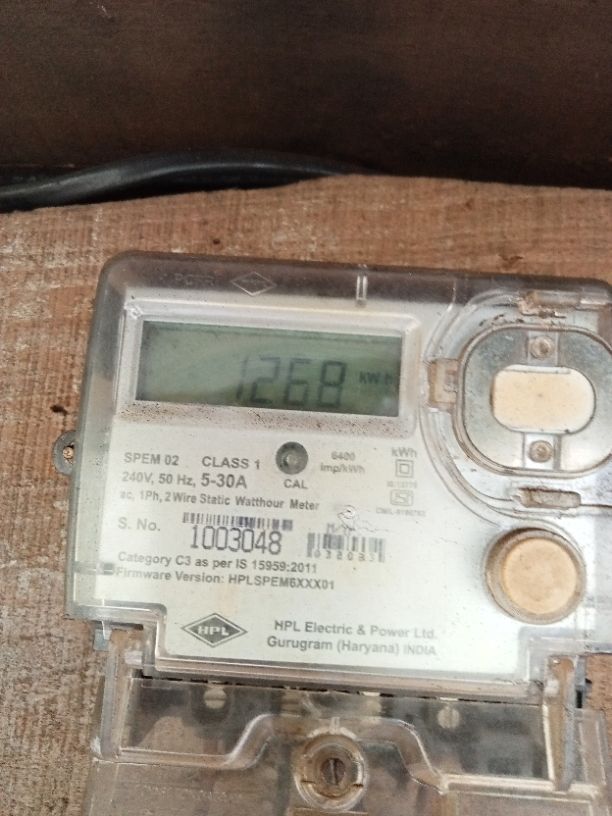 1268 kWh
SPEM 02 CLASS 1
240V, 50 Hz, 5-30A
CAL
6400
imp/kWh
kWh
ac, 1Ph, 2 Wire Static Watthour Meter
S. No.
1003048
Category C3 as per IS 15959:2011
Firmware Version: HPLSPEM6XXX01
HPL
HPL Electric & Power Ltd.
Gurugram (Haryana) INDIA